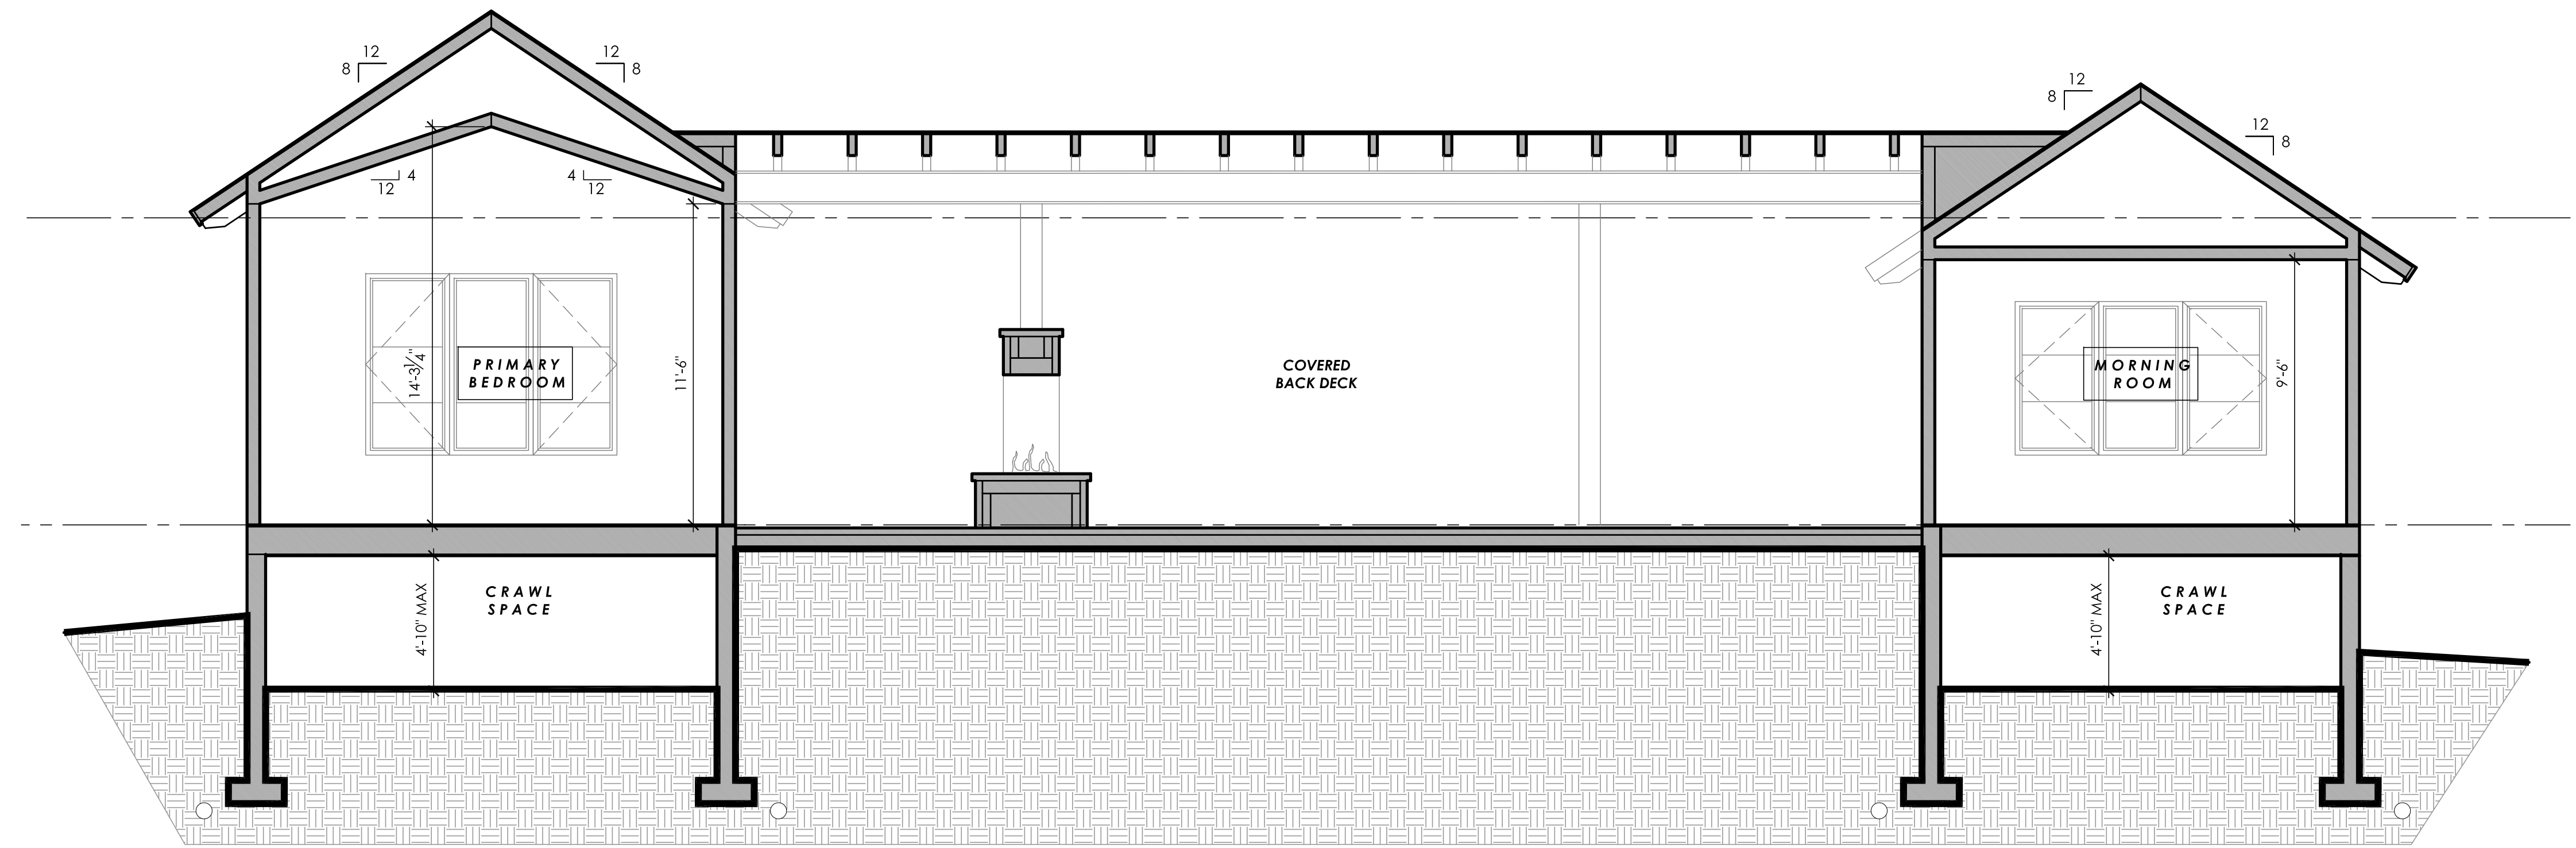 12
8
12
8
12
8
12
8
4
12
4
12
PRIMARY
BEDROOM
14'-3 1/4"
11'-6"
COVERED
BACK DECK
MORNING
ROOM
9'-6"
CRAWL
SPACE
4'-10" MAX
CRAWL
SPACE
4'-10" MAX